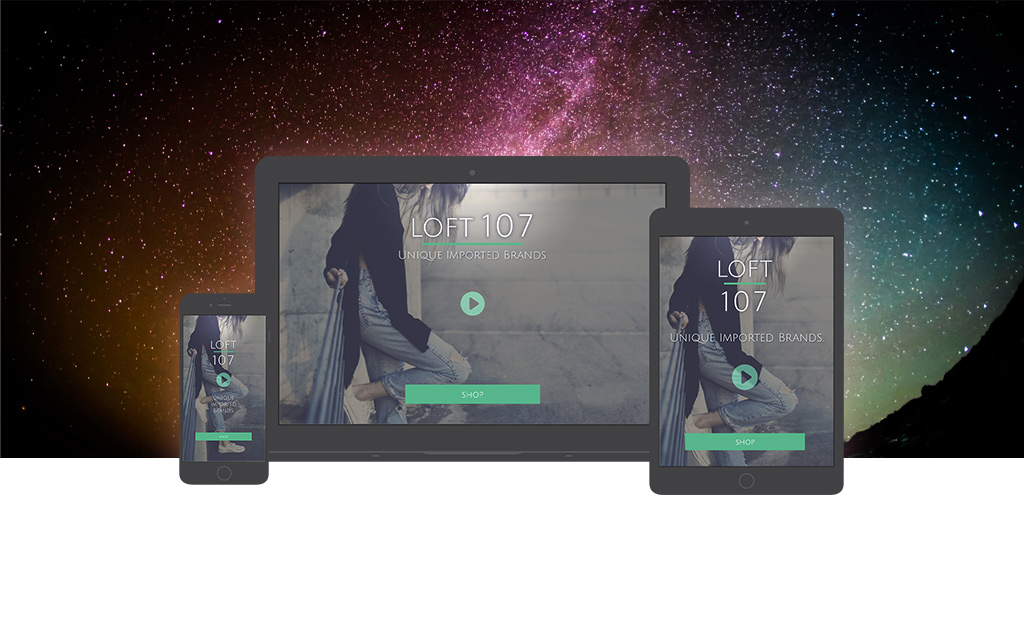 LOFT 107
UNIQUE IMPORTED BRANDS
SHOP
LOFT
107
UNIQUE IMPORTED BRANDS.
SHOP
LOFT
107
UNIQUE
IMPORTED
BRANDS
SHOP